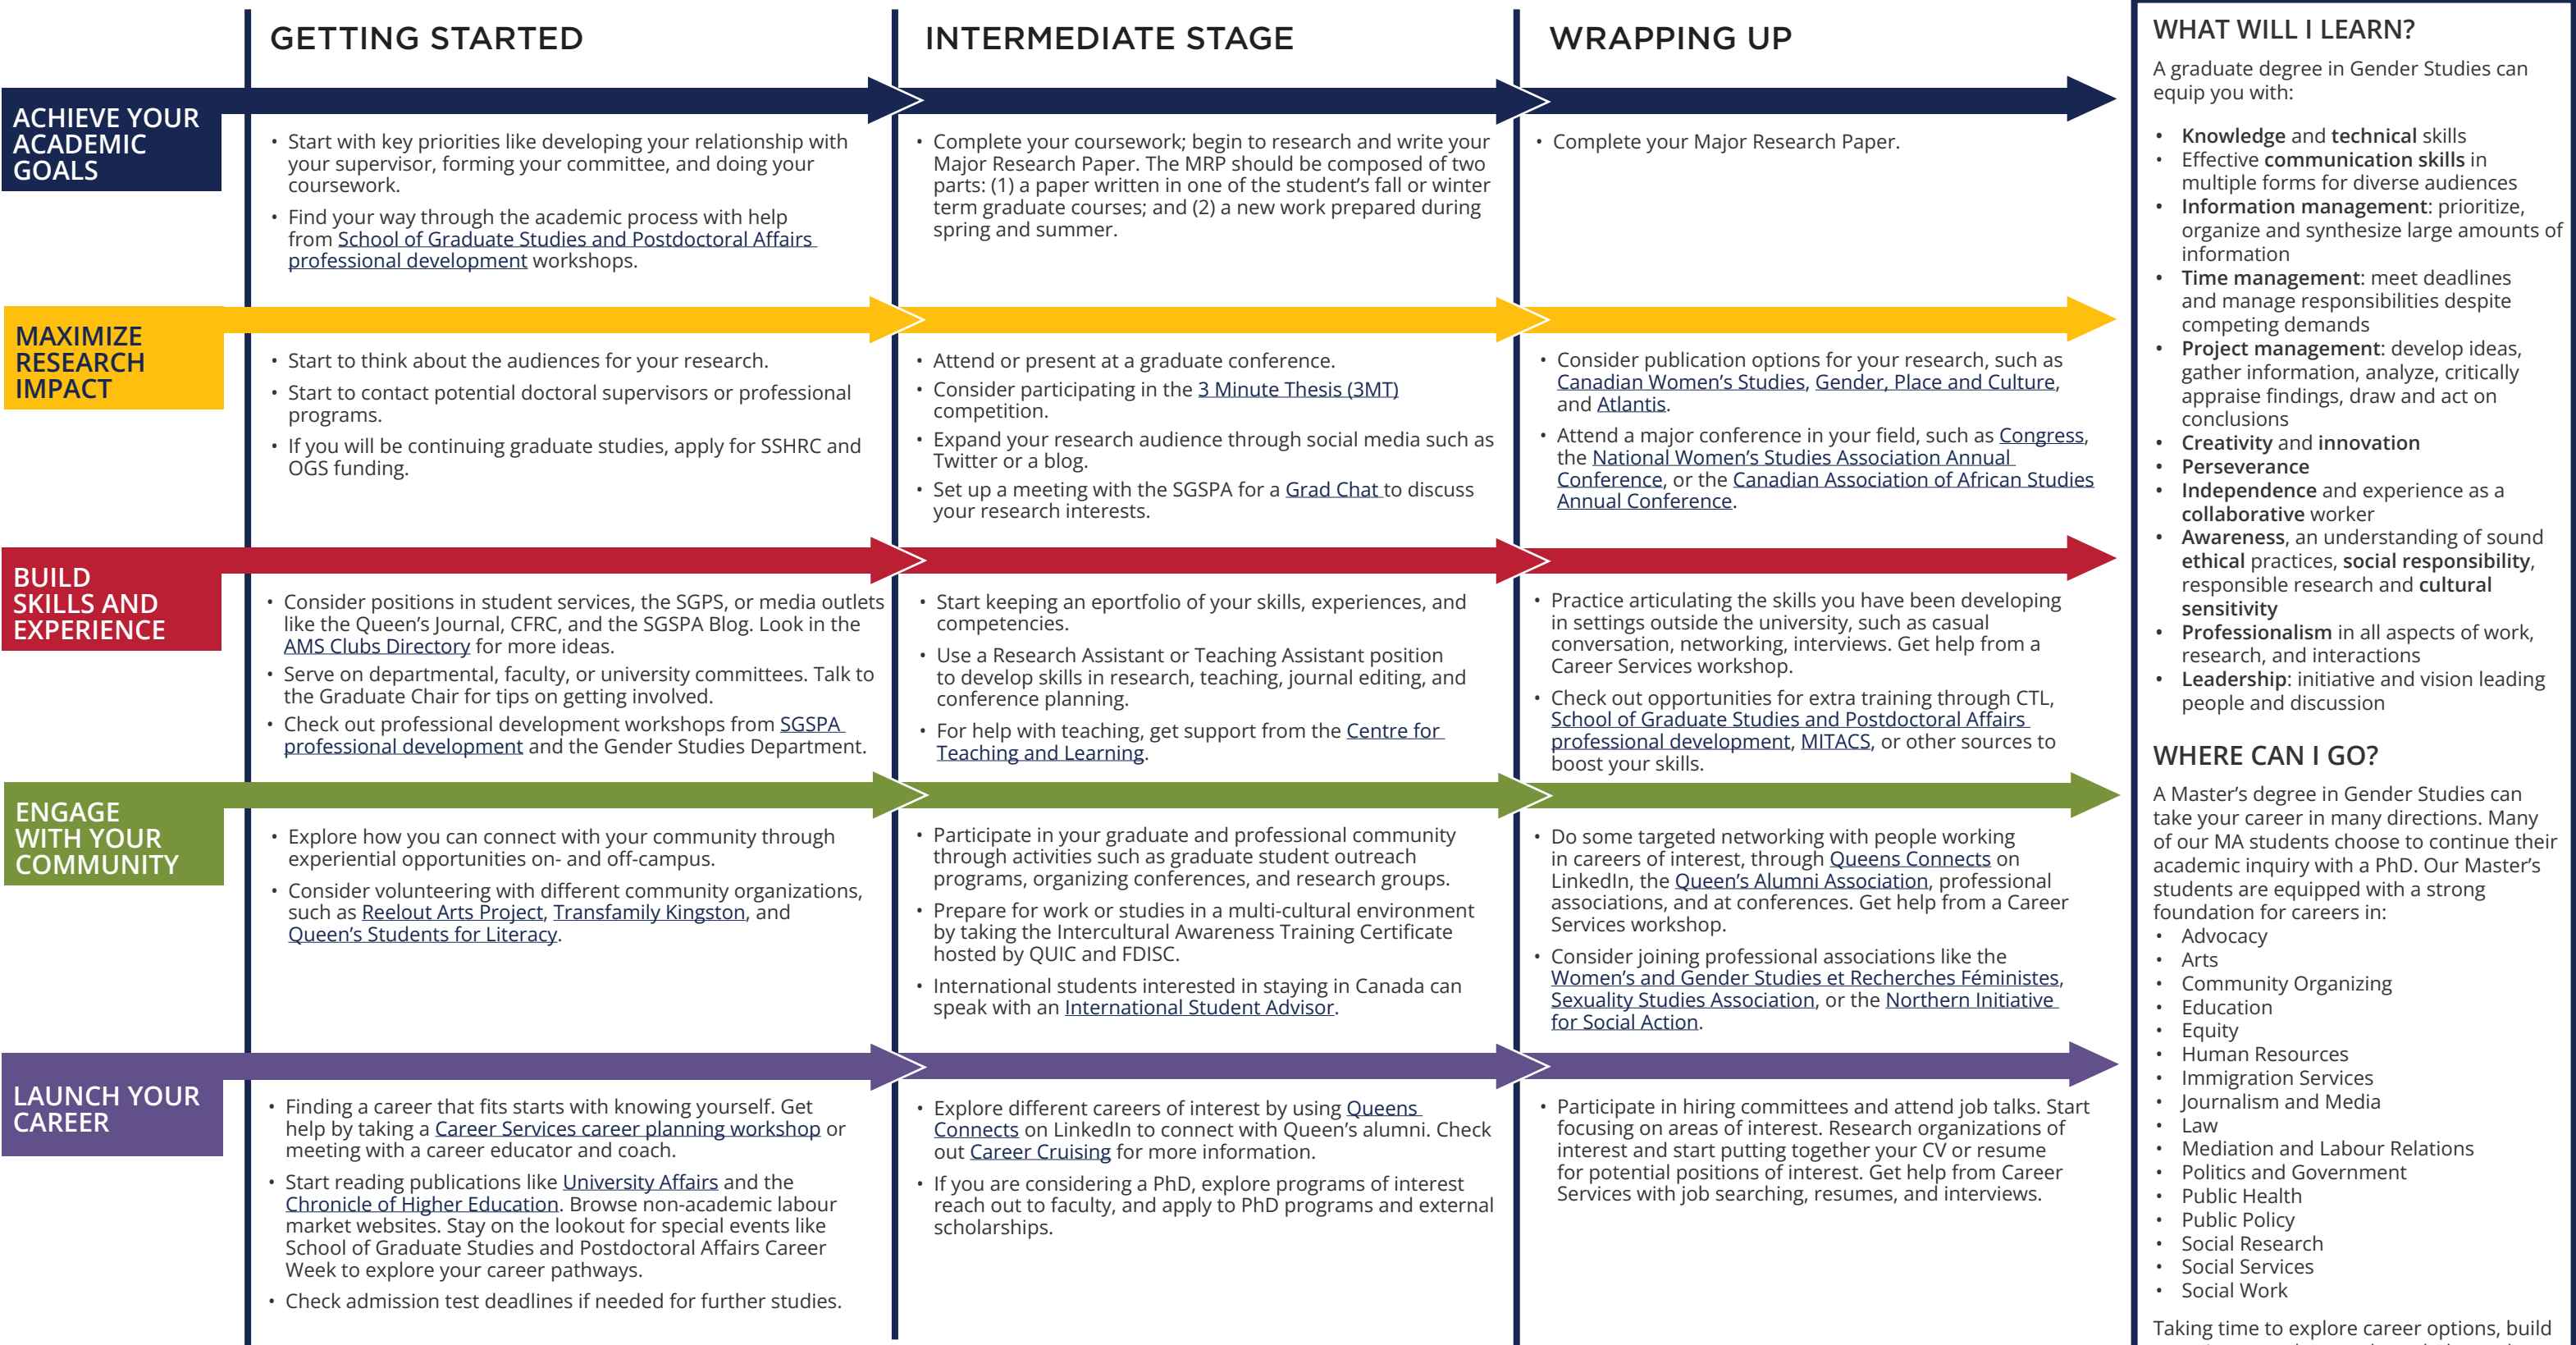 GETTING STARTED
INTERMEDIATE STAGE
WRAPPING UP
ACHIEVE YOUR
ACADEMIC
GOALS
• Start with key priorities like developing your relationship with
your supervisor, forming your committee, and doing your
coursework.
• Find your way through the academic process with help
from School of Graduate Studies and Postdoctoral Affairs
professional development workshops.
• Complete your coursework; begin to research and write your
Major Research Paper. The MRP should be composed of two
parts: (1) a paper written in one of the student’s fall or winter
term graduate courses; and (2) a new work prepared during
spring and summer.
• Complete your Major Research Paper.
MAXIMIZE
RESEARCH
IMPACT
• Start to think about the audiences for your research.
• Start to contact potential doctoral supervisors or professional
programs.
• If you will be continuing graduate studies, apply for SSHRC and
OGS funding.
• Attend or present at a graduate conference.
• Consider participating in the 3 Minute Thesis (3MT)
competition.
• Expand your research audience through social media such as
Twitter or a blog.
• Set up a meeting with the SGSPA for a Grad Chat to discuss
your research interests.
• Consider publication options for your research, such as
Canadian Women’s Studies, Gender, Place and Culture,
and Atlantis.
• Attend a major conference in your field, such as Congress,
the National Women’s Studies Association Annual
Conference, or the Canadian Association of African Studies
Annual Conference.
BUILD
SKILLS AND
EXPERIENCE
• Consider positions in student services, the SGPS, or media outlets
like the Queen’s Journal, CFRC, and the SGSPA Blog. Look in the
AMS Clubs Directory for more ideas.
• Serve on departmental, faculty, or university committees. Talk to
the Graduate Chair for tips on getting involved.
• Check out professional development workshops from SGSPA
professional development and the Gender Studies Department.
• Start keeping an eportfolio of your skills, experiences, and
competencies.
• Use a Research Assistant or Teaching Assistant position
to develop skills in research, teaching, journal editing, and
conference planning.
• For help with teaching, get support from the Centre for
Teaching and Learning.
• Practice articulating the skills you have been developing
in settings outside the university, such as casual
conversation, networking, interviews. Get help from a
Career Services workshop.
• Check out opportunities for extra training through CTL,
School of Graduate Studies and Postdoctoral Affairs
professional development, MITACS, or other sources to
boost your skills.
ENGAGE
WITH YOUR
COMMUNITY
• Explore how you can connect with your community through
experiential opportunities on- and off-campus.
• Consider volunteering with different community organizations,
such as Reelout Arts Project, Transfamily Kingston, and
Queen’s Students for Literacy.
• Participate in your graduate and professional community
through activities such as graduate student outreach
programs, organizing conferences, and research groups.
• Prepare for work or studies in a multi-cultural environment
by taking the Intercultural Awareness Training Certificate
hosted by QUIC and FDISC.
• International students interested in staying in Canada can
speak with an International Student Advisor.
• Do some targeted networking with people working
in careers of interest, through Queens Connects on
LinkedIn, the Queen’s Alumni Association, professional
associations, and at conferences. Get help from a Career
Services workshop.
• Consider joining professional associations like the
Women’s and Gender Studies et Recherches Féministes,
Sexuality Studies Association, or the Northern Initiative
for Social Action.
LAUNCH YOUR
CAREER
• Finding a career that fits starts with knowing yourself. Get
help by taking a Career Services career planning workshop or
meeting with a career educator and coach.
• Start reading publications like University Affairs and the
Chronicle of Higher Education. Browse non-academic labour
market websites. Stay on the lookout for special events like
School of Graduate Studies and Postdoctoral Affairs Career
Week to explore your career pathways.
• Check admission test deadlines if needed for further studies.
• Explore different careers of interest by using Queens
Connects on LinkedIn to connect with Queen’s alumni. Check
out Career Cruising for more information.
• If you are considering a PhD, explore programs of interest
reach out to faculty, and apply to PhD programs and external
scholarships.
• Participate in hiring committees and attend job talks. Start
focusing on areas of interest. Research organizations of
interest and start putting together your CV or resume
for potential positions of interest. Get help from Career
Services with job searching, resumes, and interviews.
WHAT WILL I LEARN?
A graduate degree in Gender Studies can
equip you with:
• Knowledge and technical skills
• Effective communication skills in
multiple forms for diverse audiences
• Information management: prioritize,
organize and synthesize large amounts of
information
• Time management: meet deadlines
and manage responsibilities despite
competing demands
• Project management: develop ideas,
gather information, analyze, critically
appraise findings, draw and act on
conclusions
• Creativity and innovation
• Perseverance
• Independence and experience as a
collaborative worker
• Awareness, an understanding of sound
ethical practices, social responsibility,
responsible research and cultural
sensitivity
• Professionalism in all aspects of work,
research, and interactions
• Leadership: initiative and vision leading
people and discussion
WHERE CAN I GO?
A Master’s degree in Gender Studies can
take your career in many directions. Many
of our MA students choose to continue their
academic inquiry with a PhD. Our Master’s
students are equipped with a strong
foundation for careers in:
• Advocacy
• Arts
• Community Organizing
• Education
• Equity
• Human Resources
• Immigration Services
• Journalism and Media
• Law
• Mediation and Labour Relations
• Politics and Government
• Public Health
• Public Policy
• Social Research
• Social Services
• Social Work
Taking time to explore career options, build